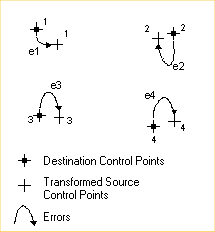 1
e1
1
2
2
e2
e3
3
3
e4
4
4
Destination Control Points
Transformed Source
Control Points
Errors